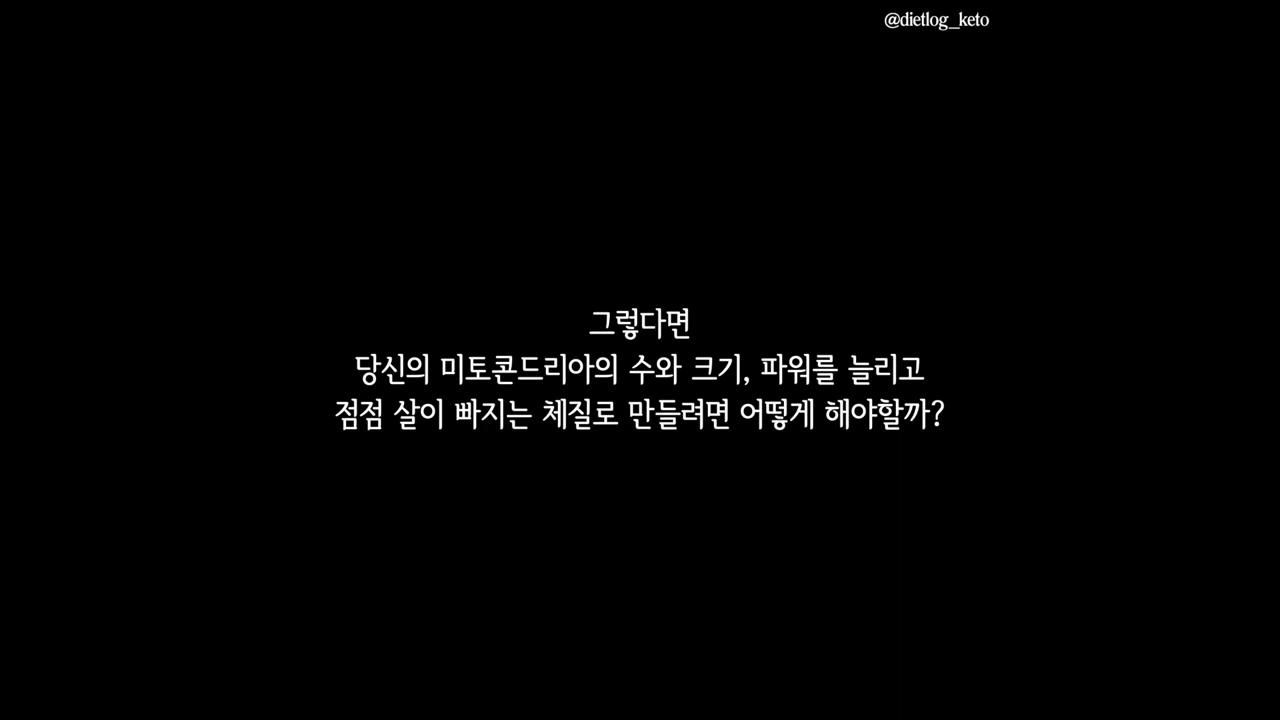 @dietlog_keto
그렇다면
당신의 미토콘드리아의 수와 크기, 파워를 늘리고
점점 살이 빠지는 체질로 만들려면 어떻게 해야할까?